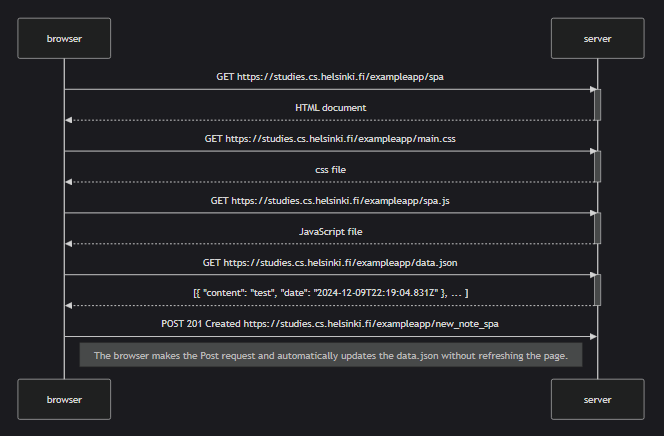 browser
server
GET https://studies.cs.helsinki.fi/exampleapp/spa
HTML document
GET https://studies.cs.helsinki.fi/exampleapp/main.css
css file
GET https://studies.cs.helsinki.fi/exampleapp/spa.js
JavaScript file
GET https://studies.cs.helsinki.fi/exampleapp/data.json
[{ "content": "test", "date": "2024-12-09T22:19:04.831Z" }, ... ]
POST 201 Created https://studies.cs.helsinki.fi/exampleapp/new_note_spa
The browser makes the Post request and automatically updates the data.json without refreshing the page.
browser
server